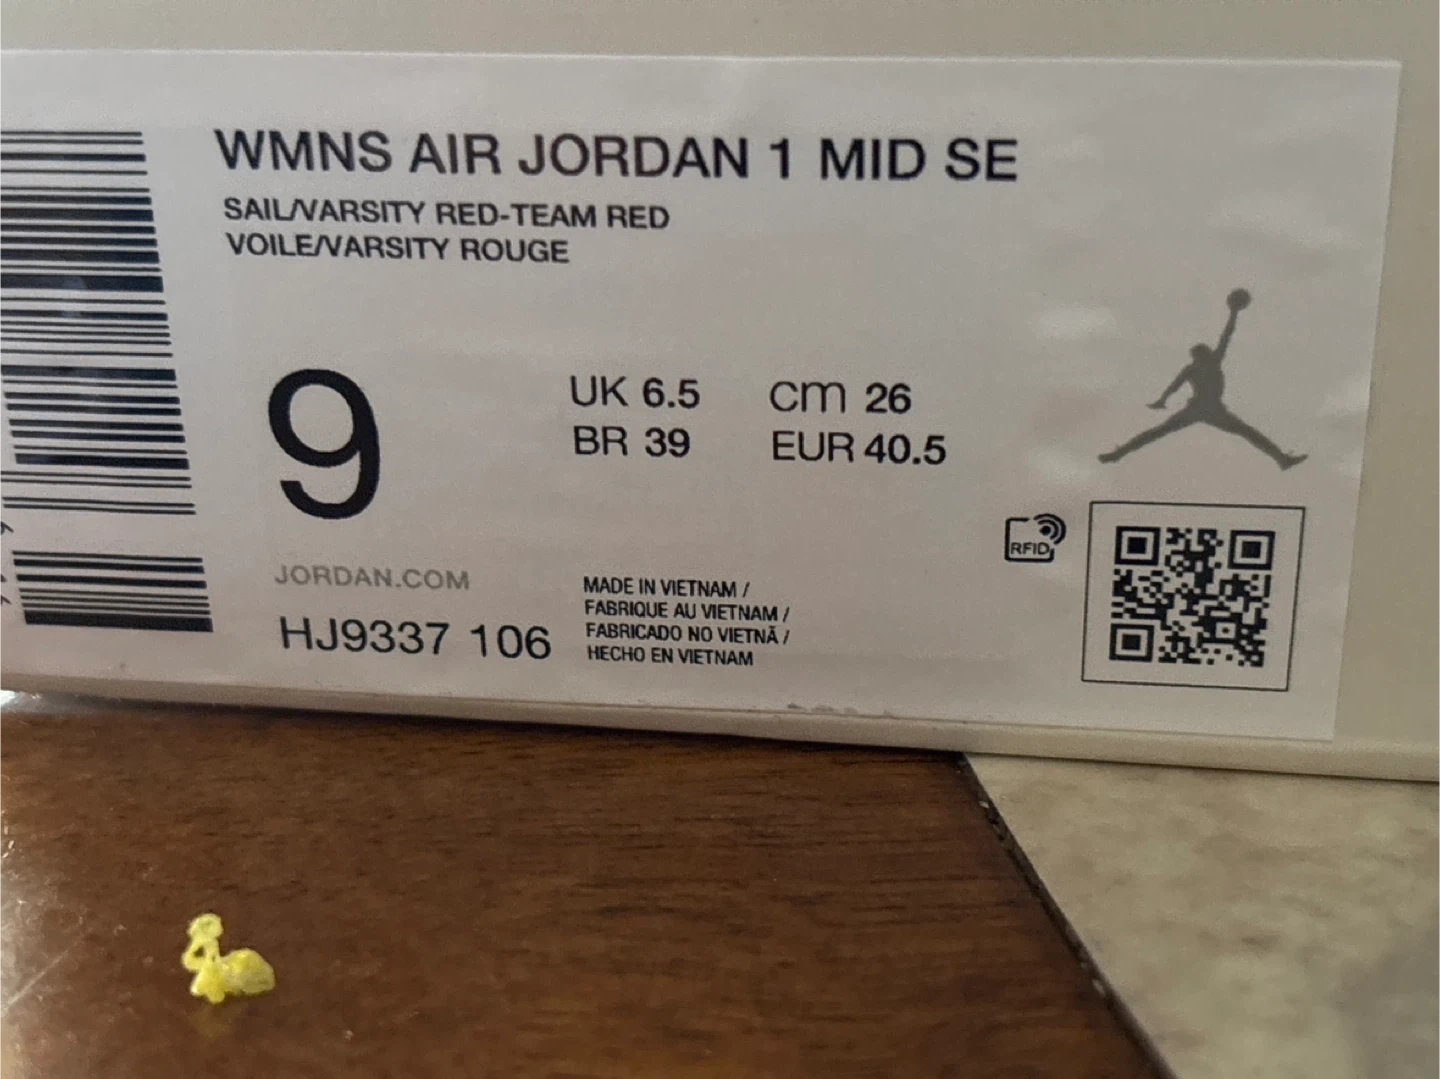 WMNS AIR JORDAN 1 MID SE
SAIL/VARSITY RED-TEAM RED
VOILE/VARSITY ROUGE
9
UK 6.5
cm 26
BR 39
EUR 40.5
RFID
JORDAN.COM
HJ9337 106
MADE IN VIETNAM /
FABRIQUE AU VIETNAM /
FABRICADO NO VIETNÃ /
HECHO EN VIETNAM